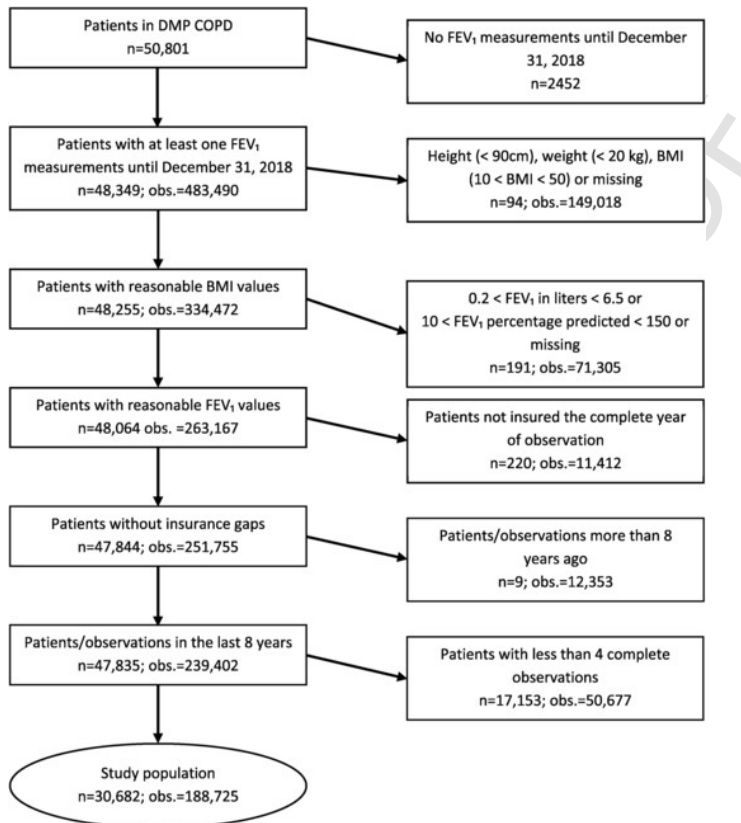 Patients in DMP COPD
n=50,801
No FEV₁ measurements until December
31, 2018
n=2452
Patients with at least one FEV₁
measurements until December 31, 2018
n=48,349; obs.=483,490
Height (< 90cm), weight (< 20 kg), BMI
(10 < BMI < 50) or missing
n=94; obs.=149,018
Patients with reasonable BMI values
n=48,255; obs.=334,472
0.2 < FEV₁ in liters < 6.5 or
10 < FEV₁ percentage predicted < 150 or
missing
n=191; obs.=71,305
Patients with reasonable FEV₁ values
n=48,064 obs. =263,167
Patients not insured the complete year
of observation
n=220; obs.=11,412
Patients without insurance gaps
n=47,844; obs.=251,755
Patients/observations more than 8
years ago
n=9; obs.=12,353
Patients/observations in the last 8 years
n=47,835; obs.=239,402
Patients with less than 4 complete
observations
n=17,153; obs.=50,677
Study population
n=30,682; obs.=188,725